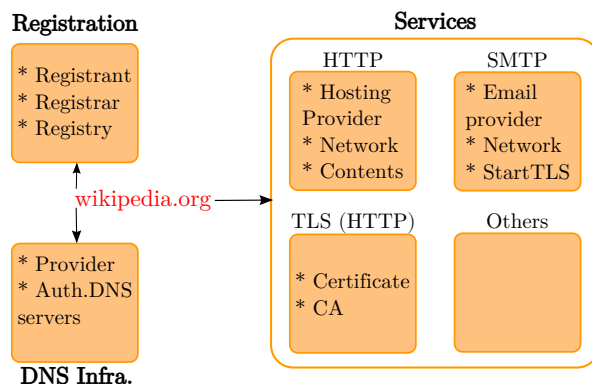 Registration
* Registrant
* Registrar
* Registry
wikipedia.org
* Provider
* Auth.DNS
servers
DNS Infra.
Services
HTTP
* Hosting
Provider
* Network
* Contents
SMTP
* Email
provider
* Network
* StartTLS
TLS (HTTP)
* Certificate
* CA
Others